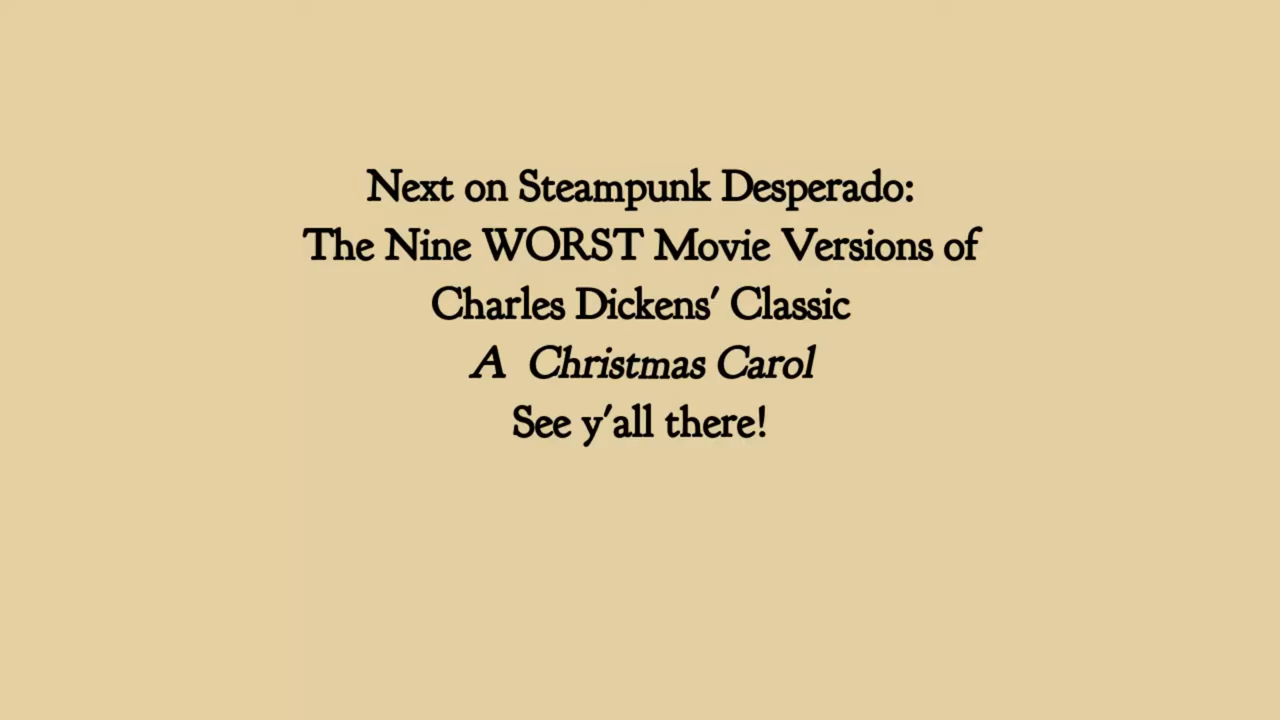 Next on Steampunk Desperado:
The Nine WORST Movie Versions of
Charles Dickens' Classic
A Christmas Carol
See y'all there!